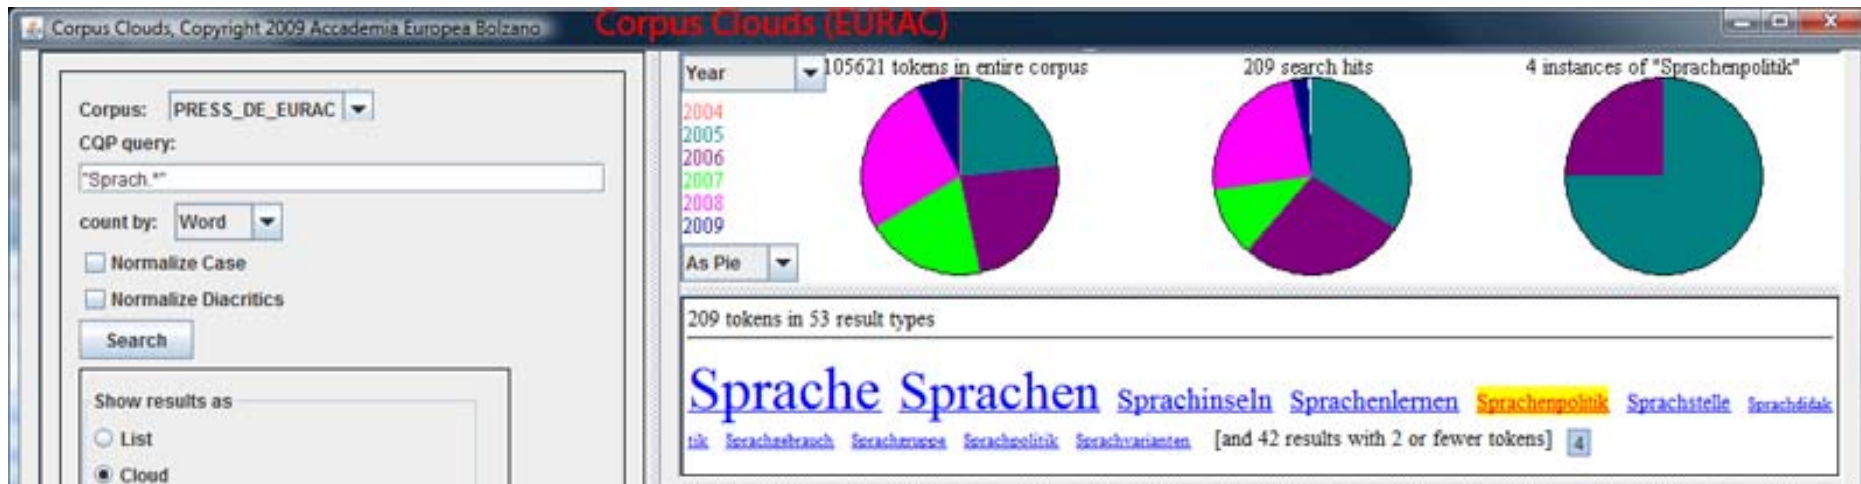 Corpus Clouds, Copyright 2009 Accademia Europea Bolzano
Corpus Clouds (EURAC)
Corpus: PRESS_DE_EURAC
CQP query:
"Sprach.*"
count by: Word
Normalize Case
Normalize Diacritics
Search
Show results as
List
Cloud
Year
105621 tokens in entire corpus
209 search hits
4 instances of "Sprachenpolitik"
2004
2005
2006
2007
2008
2009
As Pie
209 tokens in 53 result types
Sprache Sprachen Sprachinseln Sprachenlernen Sprachenpolitik Sprachstelle Sprachdidak
tik Sprachgebrauch Sprachgruppe Sprachpolitik Sprachvarianten [and 42 results with 2 or fewer tokens] 4